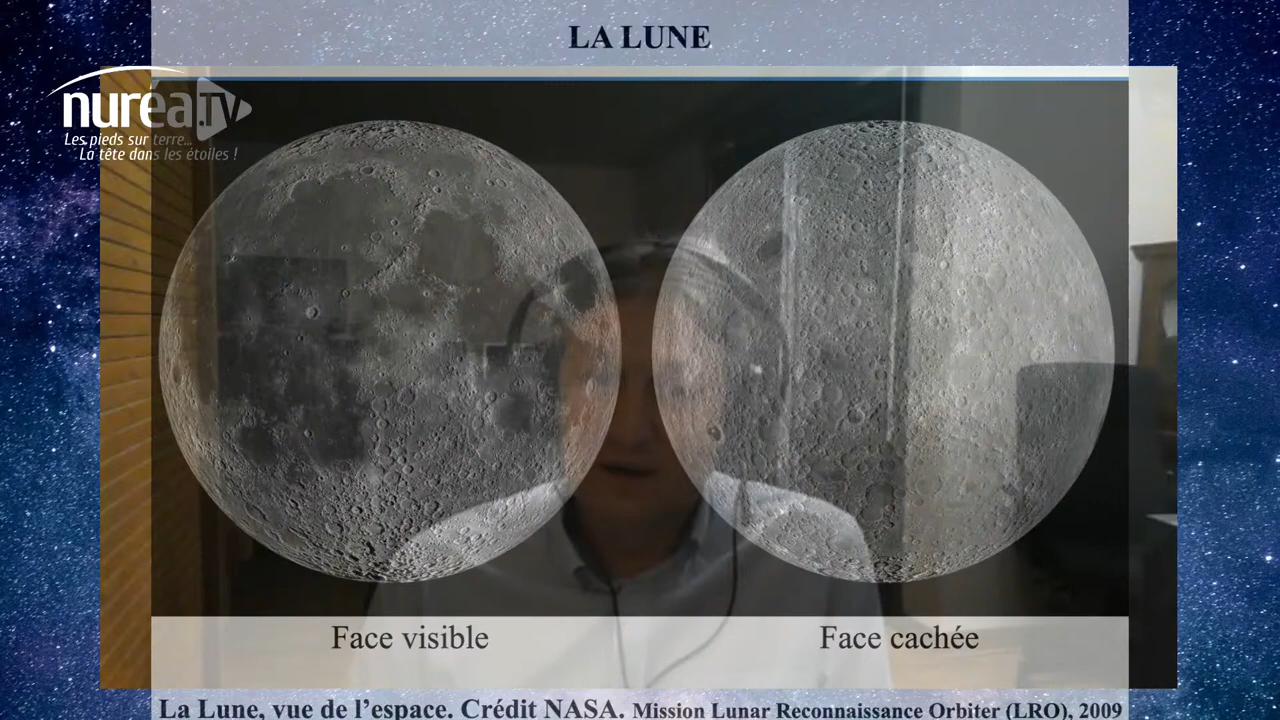 LA LUNE
nuréa.TV
Les pieds sur terre...
La tête dans les étoiles !
Face visible
Face cachée
La Lune, vue de l’espace. Crédit NASA. Mission Lunar Reconnaissance Orbiter (LRO), 2009